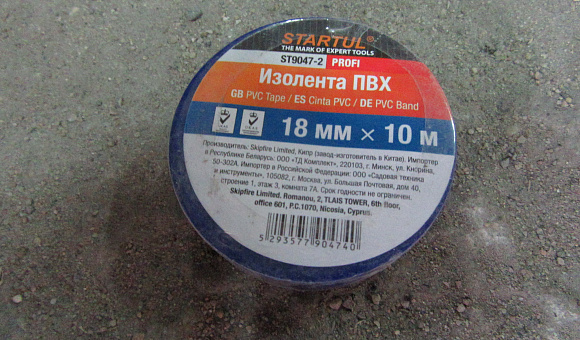 STARTUL
THE MARK OF EXPERT TOOLS
ST9047-2 PROFI
Изолента ПВХ
GB PVC Tape / ES Cinta PVC / DE PVC Band
18 мм × 10 м
Производитель: Skipfire Limited, Кипр (завод-изготовитель в Китае). Импортер
в Республике Беларусь: ООО «ТД Комплект», 220103, г. Минск, ул. Кнорина,
50-302А. Импортер в Российской Федерации: ООО «Садовая техника
и инструменты», 105082, г. Москва, ул. Большая Почтовая, дом 40,
строение 1, этаж 3, комната 7А. Срок годности не ограничен.
Skipfire Limited. Romanou, 2, TLAIS TOWER, 6th floor,
office 601, P.C.1070, Nicosia, Cyprus.
5 293577 904740